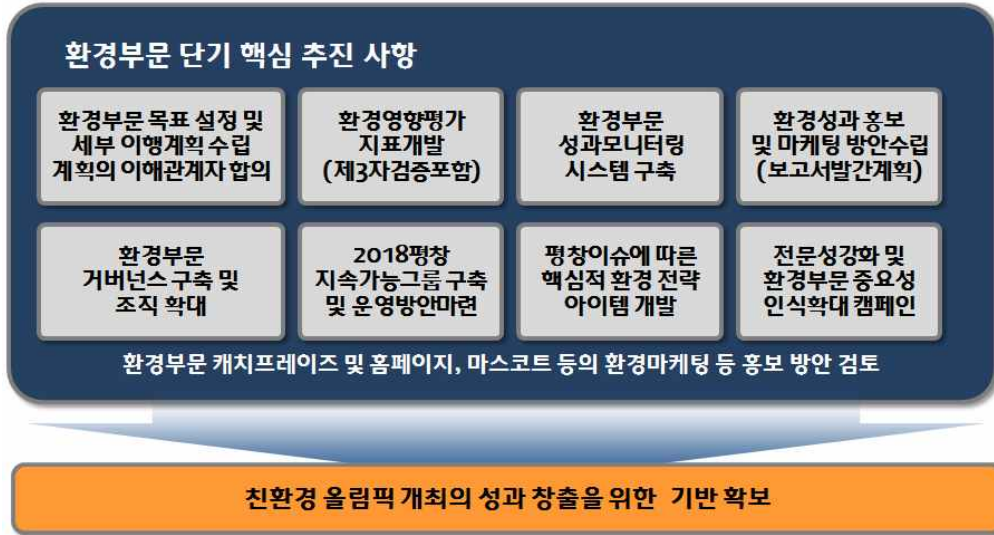 환경부문 단기 핵심 추진 사항
환경부문 목표 설정 및
세부 이행계획 수립
계획의 이해관계자 합의
환경영향평가
지표개발
(제3자검증포함)
환경부문
성과모니터링
시스템 구축
환경성과 홍보
및 마케팅 방안수립
(보고서발간계획)
환경부문
거버넌스 구축 및
조직 확대
2018평창
지속가능그룹 구축
및 운영방안마련
평창이슈에 따른
핵심적 환경 전략
아이템 개발
전문성강화 및
환경부문 중요성
인식확대 캠페인
환경부문 캐치프레이즈 및 홈페이지, 마스코트 등의 환경마케팅 등 홍보 방안 검토
친환경 올림픽 개최의 성과 창출을 위한 기반 확보